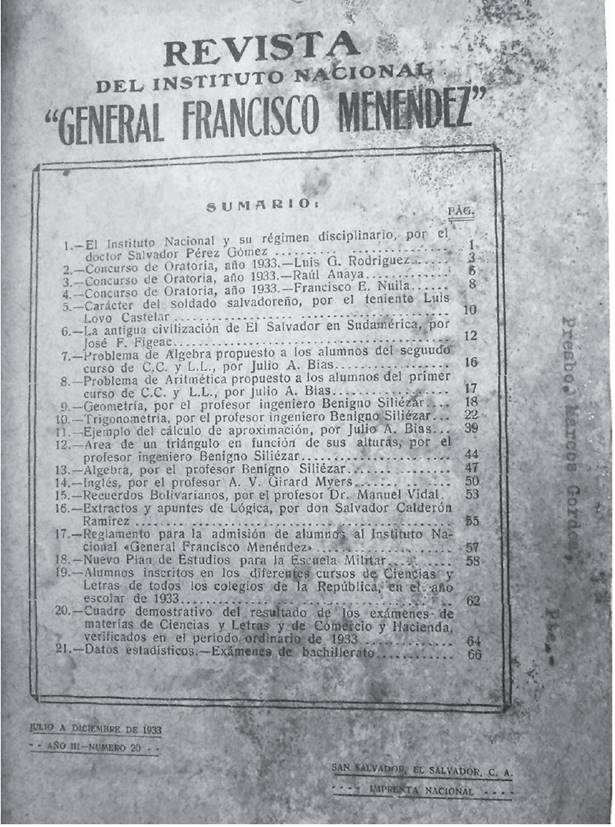 REVISTA
DEL INSTITUTO NACIONAL
"GENERAL FRANCISCO MENENDEZ"
SUMARIO:
PÁG.
1.—El Instituto Nacional y su régimen disciplinario, por el
doctor Salvador Pérez Gómez ........................ 1
2.—Concurso de Oratoria, año 1933.—Luis G. Rodríguez..... 3
3.—Concurso de Oratoria, año 1933.—Raúl Anaya........ 6
4.—Concurso de Oratoria, año 1933.—Francisco E. Nuila.... 8
5.—Carácter del soldado salvadoreño, por el teniente Luis
Lovo Castelar .................................... 10
6.—La antigua civilización de El Salvador en Sudamérica, por
José F. Figeac .................................... 12
7.—Problema de Algebra propuesto a los alumnos del segundo
curso de C.C. y L.L., por Julio A. Bías.............. 16
8.—Problema de Aritmética propuesto a los alumnos del primer
curso de C.C. y L.L., por Julio A. Bías.............. 17
9.—Geometría, por el profesor ingeniero Benigno Siliézar .... 18
10.—Trigonometría, por el profesor ingeniero Benigno Siliézar... 22
11.—Ejemplo del cálculo de aproximación, por Julio A. Bías... 39
12.—Area de un triángulo en función de sus alturas, por el
profesor ingeniero Benigno Siliézar.................. 44
13.—Algebra, por el profesor Benigno Siliézar.............. 47
14.—Inglés, por el profesor A. V. Girard Myers............ 50
15.—Recuerdos Bolivarianos, por el profesor Dr. Manuel Vidal. 53
16.—Extractos y apuntes de Lógica, por don Salvador Calderón
Ramírez ........................................ 55
17.—Reglamento para la admisión de alumnos al Instituto Na-
cional «General Francisco Menéndez».............. 57
18.—Nuevo Plan de Estudios para la Escuela Militar........ 58
19.—Alumnos inscritos en los diferentes cursos de Ciencias y
Letras de todos los colegios de la República, en el año
escolar de 1933.................................. 62
20.—Cuadro demostrativo del resultado de los exámenes de
materias de Ciencias y Letras y de Comercio y Hacienda,
verificados en el período ordinario de 1933........... 64
21.—Datos estadísticos.—Exámenes de bachillerato.......... 66
JULIO A DICIEMBRE DE 1933
- - AÑO III—NUMERO 20 - -
SAN SALVADOR, EL SALVADOR, C. A.
- - - - IMPRENTA NACIONAL - - - -
Presbo. Marcos Gordo
Pte.-